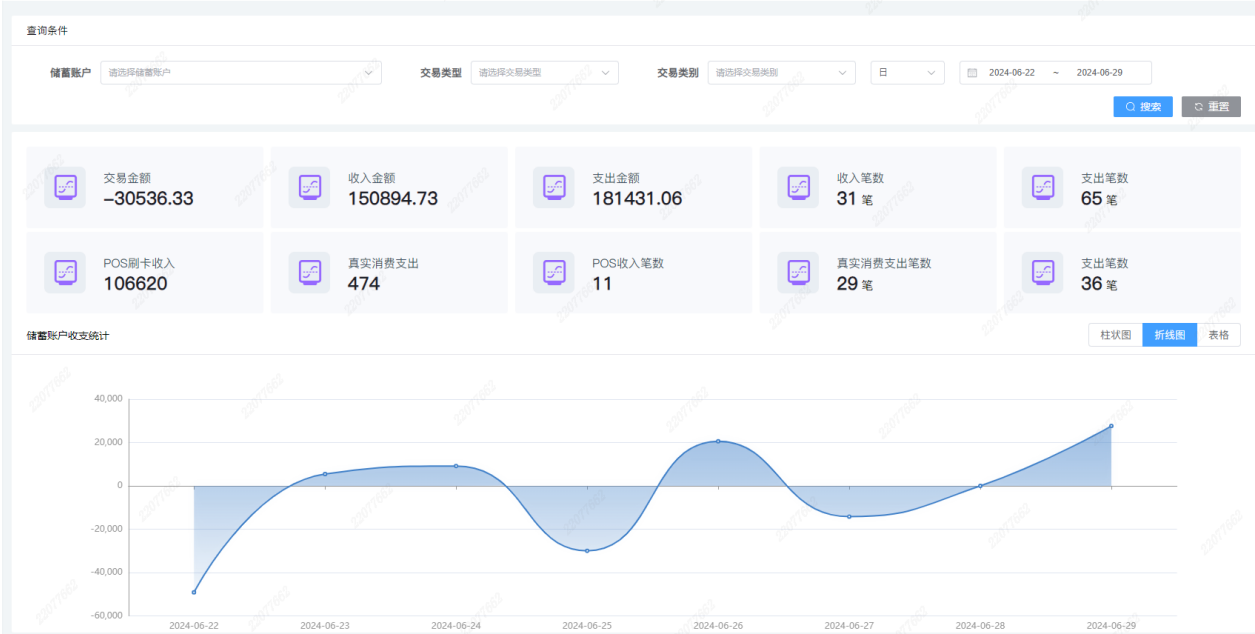 查询条件
储蓄账户 请选择储蓄账户 交易类型 请选择交易类型 交易类别 请选择交易类别 日 2024-06-22 ~ 2024-06-29
搜索 重置
交易金额 收入金额 支出金额 收入笔数 支出笔数
-30536.33 150894.73 181431.06 31 笔 65 笔
POS刷卡收入 真实消费支出 POS收入笔数 真实消费支出笔数 支出笔数
106620 474 11 29 笔 36 笔
储蓄账户收支统计 柱状图 折线图 表格
40,000
20,000
0
-20,000
-40,000
-60,000
2024-06-22 2024-06-23 2024-06-24 2024-06-25 2024-06-26 2024-06-27 2024-06-28 2024-06-29
22077662